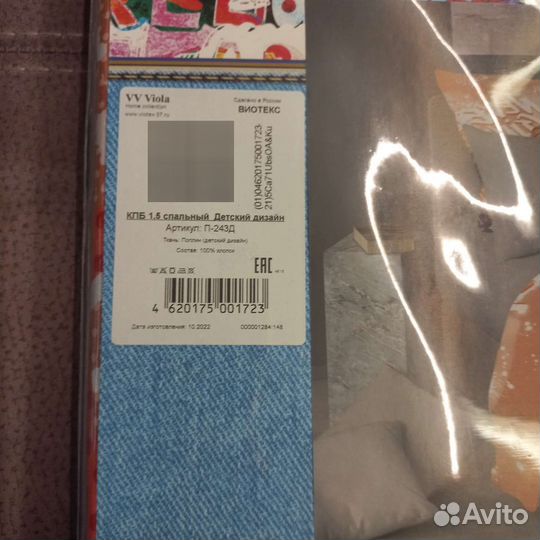 VV Viola
Home collection
www.viotex-37.ru
Сделано в России
ВИОТЕКС
(01)04620175001723-
21)5Ca71UbsOA&Ku
КПБ 1,5 спальный Детский дизайн
Артикул: П-243Д
Ткань: Поплин (детский дизайн)
Состав: 100% хлопок
EAC
4 620175 001723
Дата изготовления: 10.2022
000001284:148
Avito